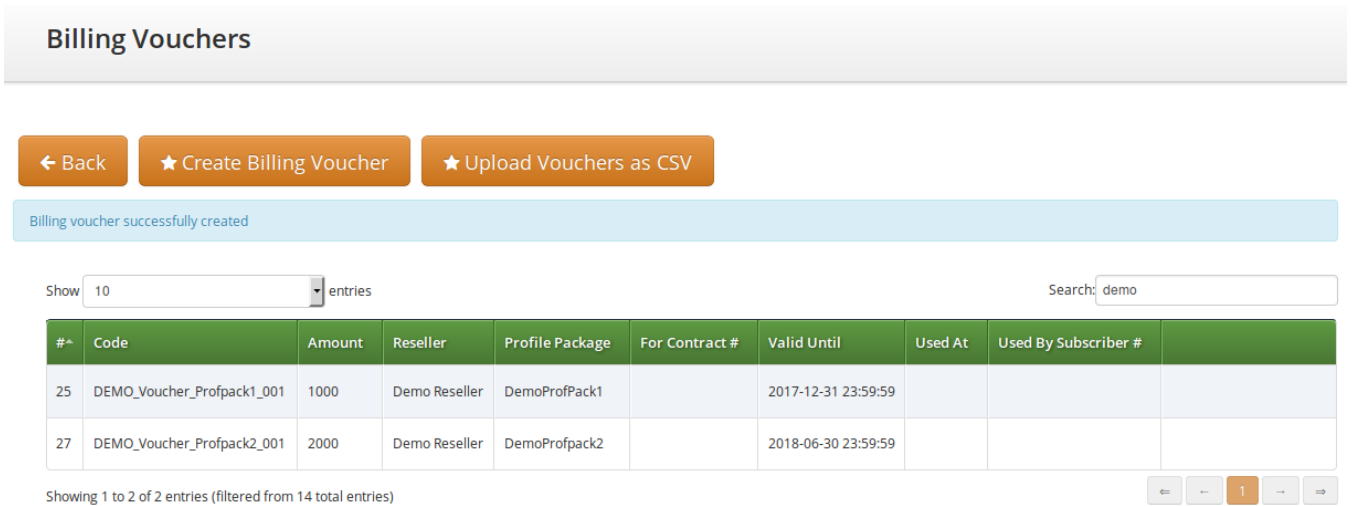 Billing Vouchers
← Back ★ Create Billing Voucher ★ Upload Vouchers as CSV
Billing voucher successfully created
Show 10 entries Search: demo
# Code Amount Reseller Profile Package For Contract # Valid Until Used At Used By Subscriber #
25 DEMO_Voucher_Profpack1_001 1000 Demo Reseller DemoProfPack1 2017-12-31 23:59:59
27 DEMO_Voucher_Profpack2_001 2000 Demo Reseller DemoProfpack2 2018-06-30 23:59:59
Showing 1 to 2 of 2 entries (filtered from 14 total entries) ⇐ ← 1 → ⇒